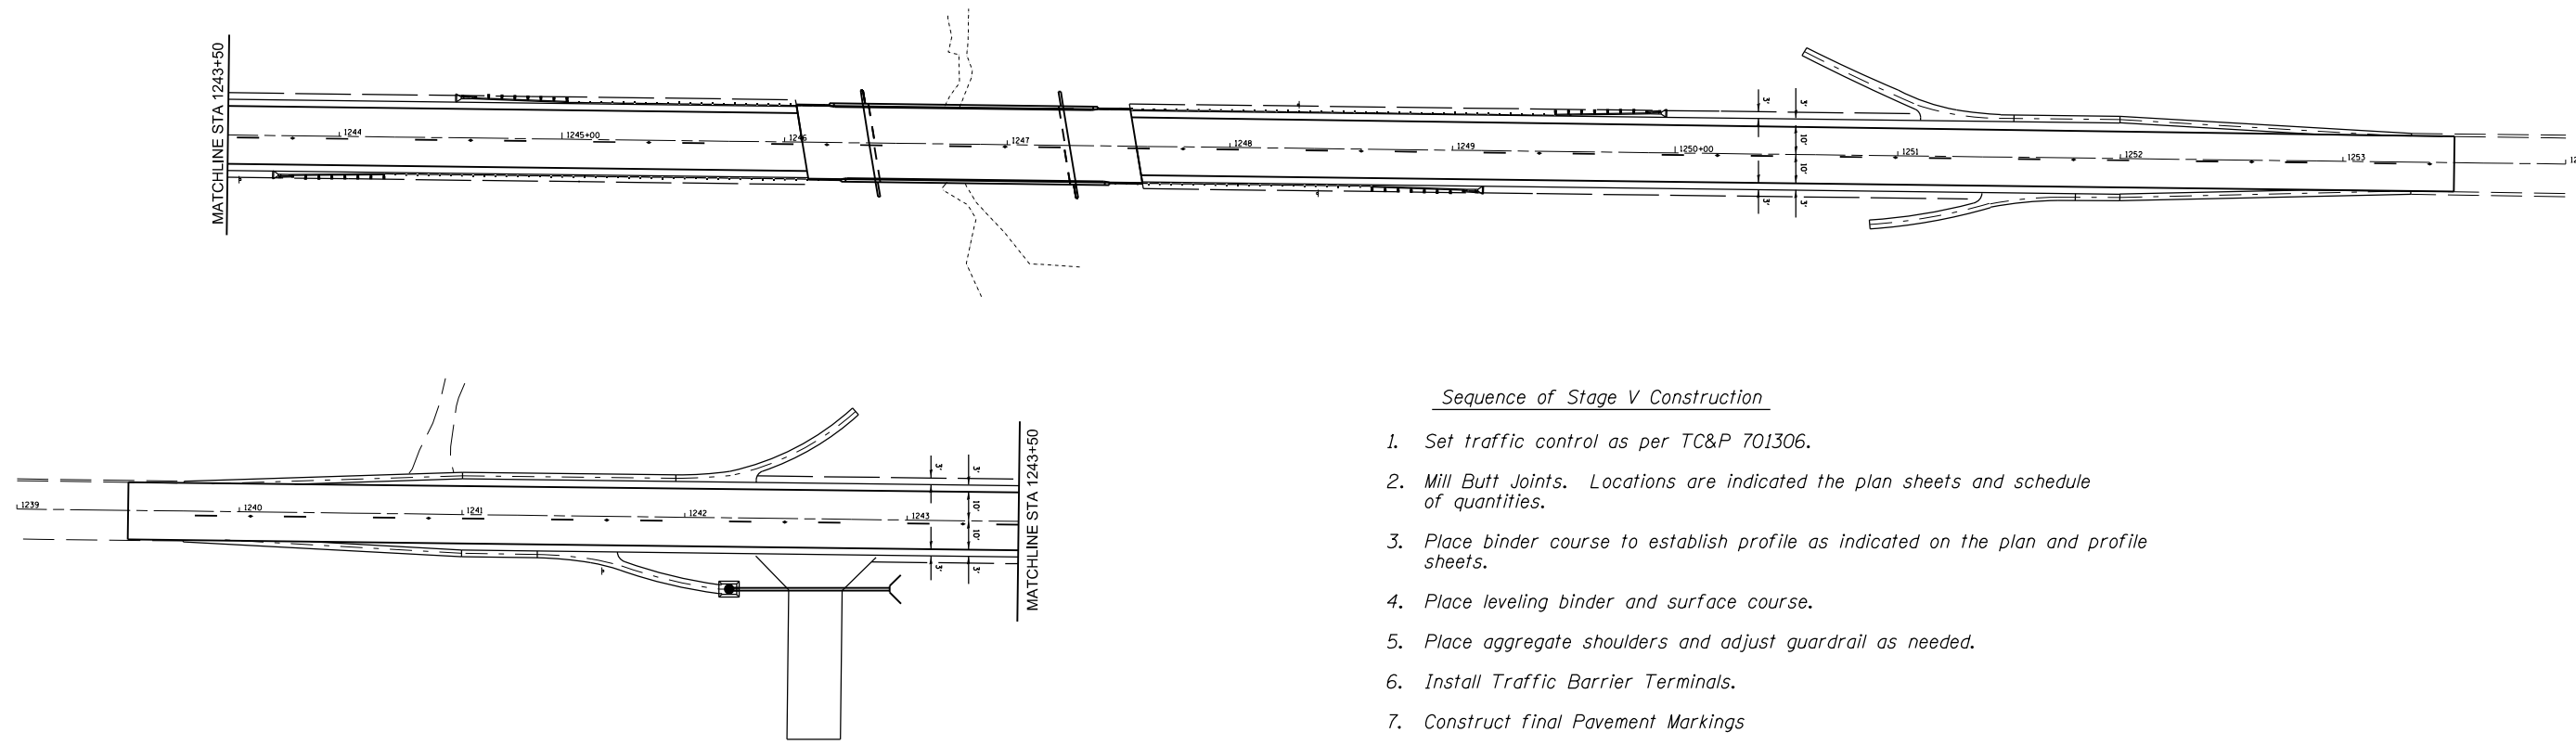 MATCHLINE STA 1243+50
1244
1245+00
1246
1247
1248
1249
1250+00
1251
1252
1253
3'
3'
10'
10'
3'
3'
MATCHLINE STA 1243+50
1239
1240
1241
1242
1243
3'
3'
10'
10'
3'
3'
Sequence of Stage V Construction
1. Set traffic control as per TC&P 701306.
2. Mill Butt Joints. Locations are indicated the plan sheets and schedule
of quantities.
3. Place binder course to establish profile as indicated on the plan and profile
sheets.
4. Place leveling binder and surface course.
5. Place aggregate shoulders and adjust guardrail as needed.
6. Install Traffic Barrier Terminals.
7. Construct final Pavement Markings